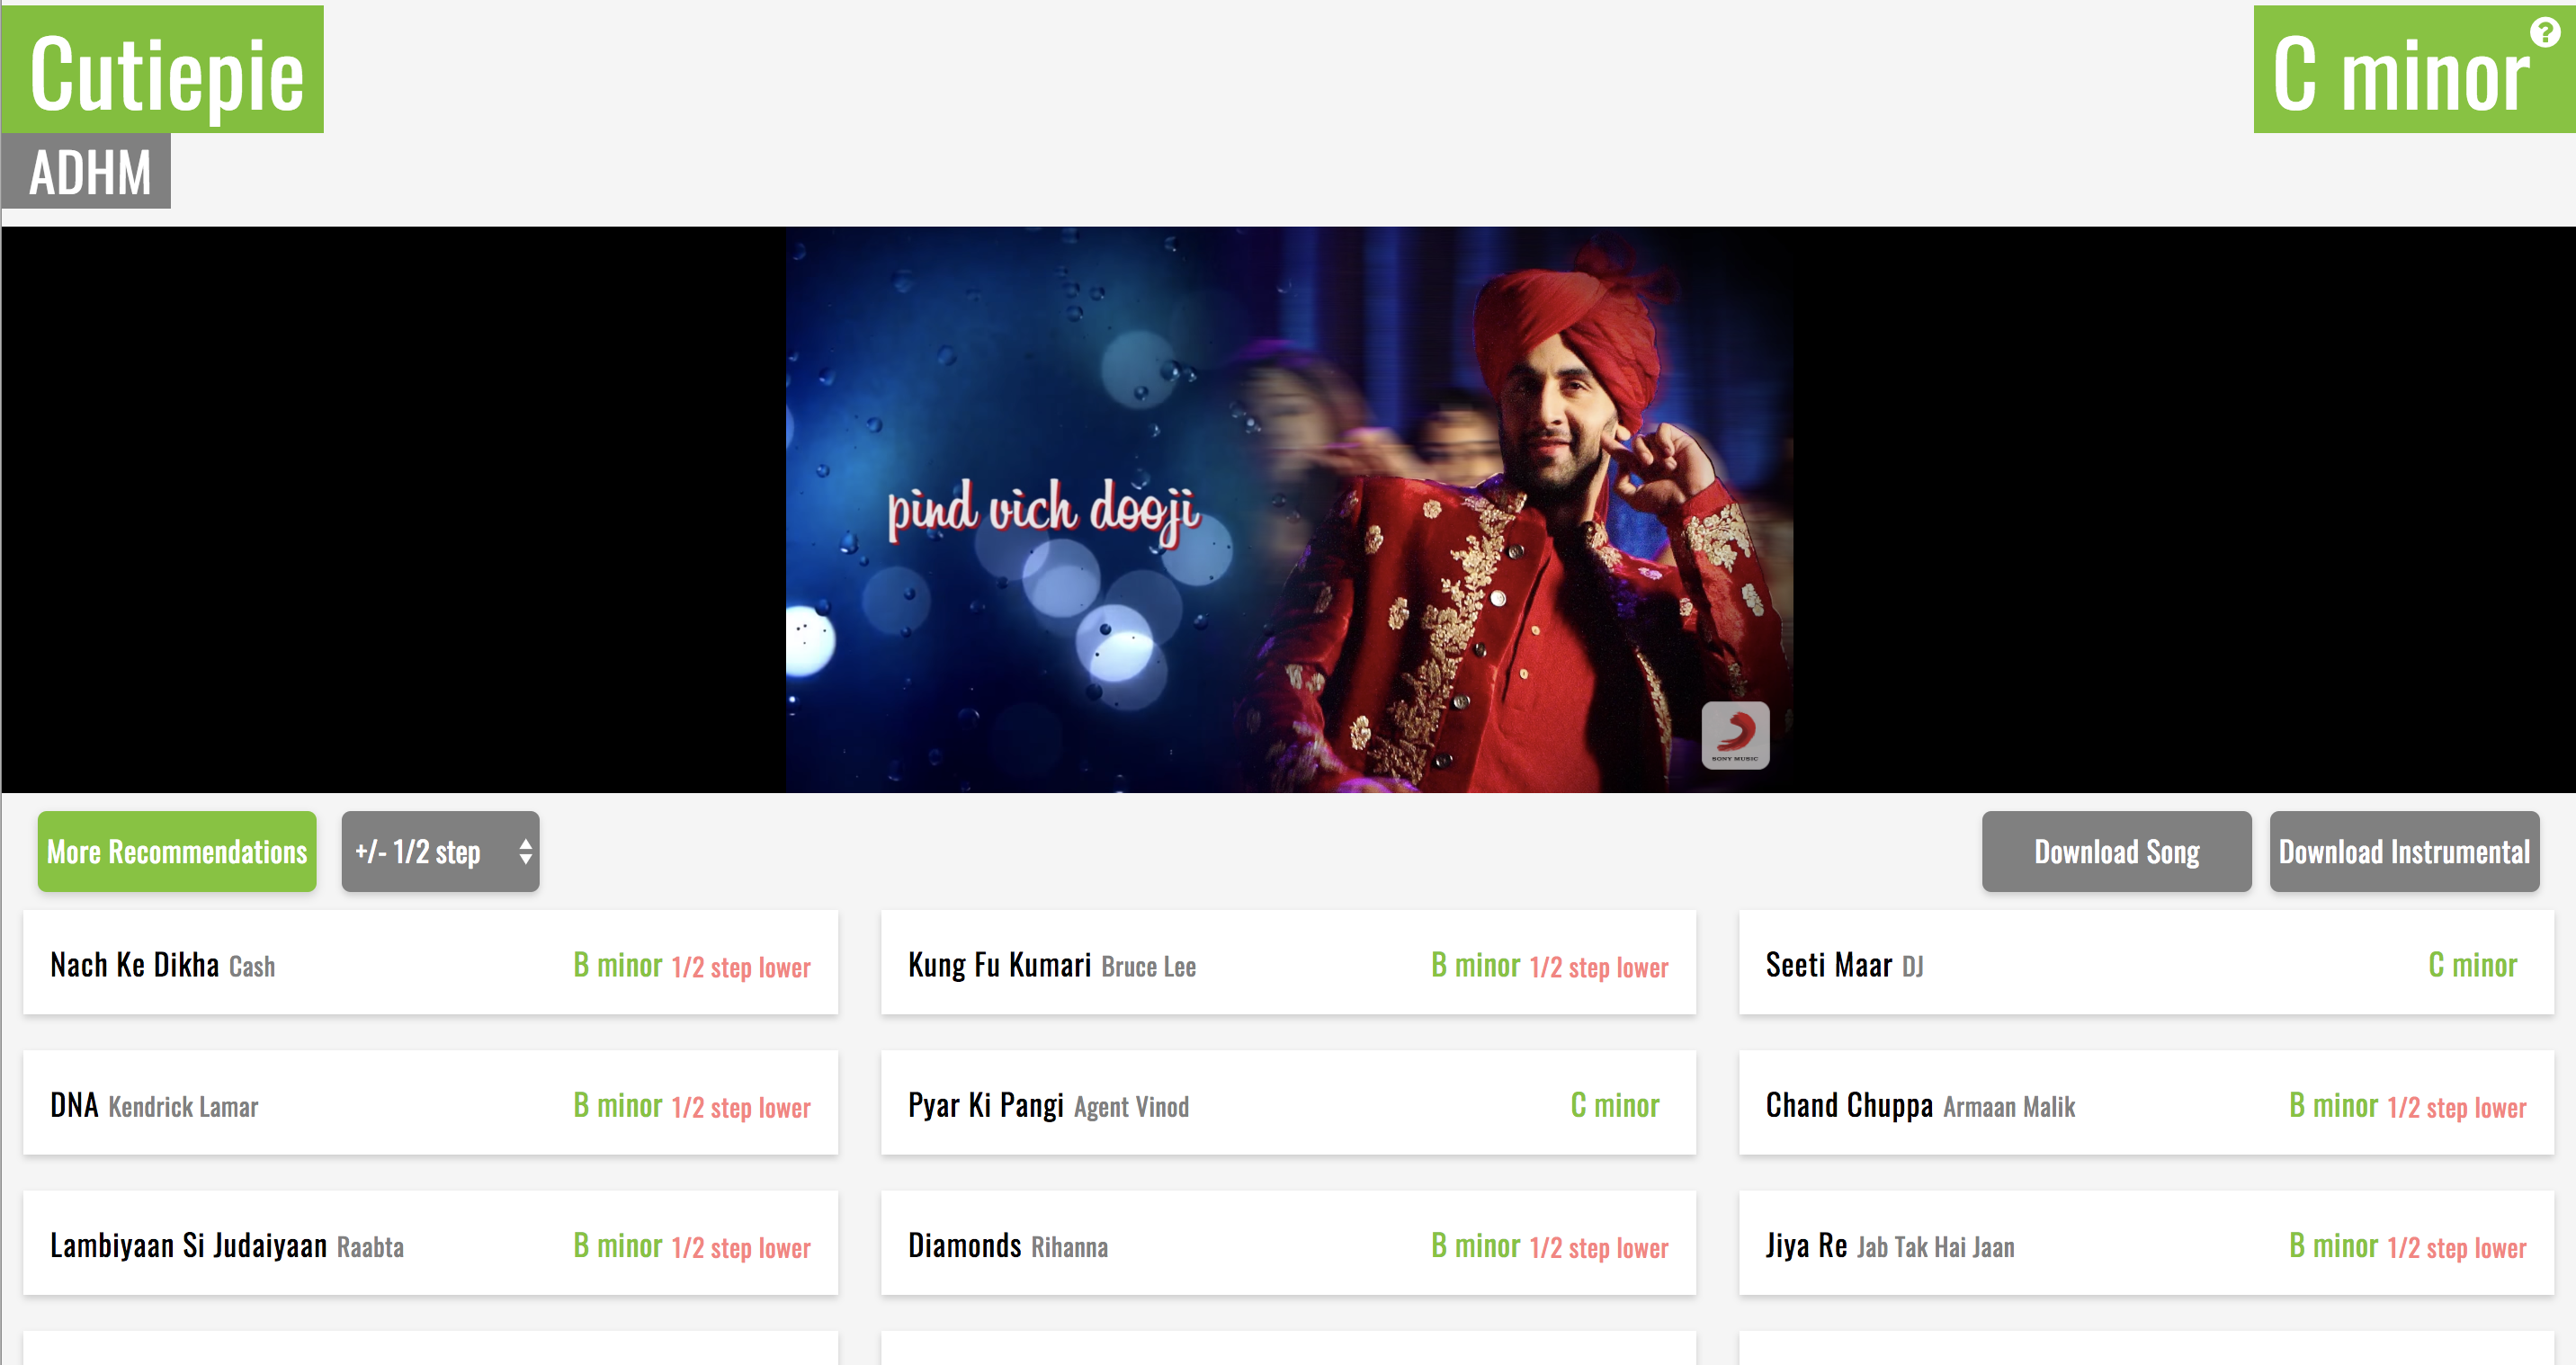 Cutiepie
C minor ?
ADHM
pind vich dooji
SONY MUSIC
More Recommendations
+/- 1/2 step
Download Song
Download Instrumental
Nach Ke Dikha Cash B minor 1/2 step lower
Kung Fu Kumari Bruce Lee B minor 1/2 step lower
Seeti Maar DJ C minor
DNA Kendrick Lamar B minor 1/2 step lower
Pyar Ki Pangi Agent Vinod C minor
Chand Chuppa Armaan Malik B minor 1/2 step lower
Lambiyaan Si Judaiyaan Raabta B minor 1/2 step lower
Diamonds Rihanna B minor 1/2 step lower
Jiya Re Jab Tak Hai Jaan B minor 1/2 step lower